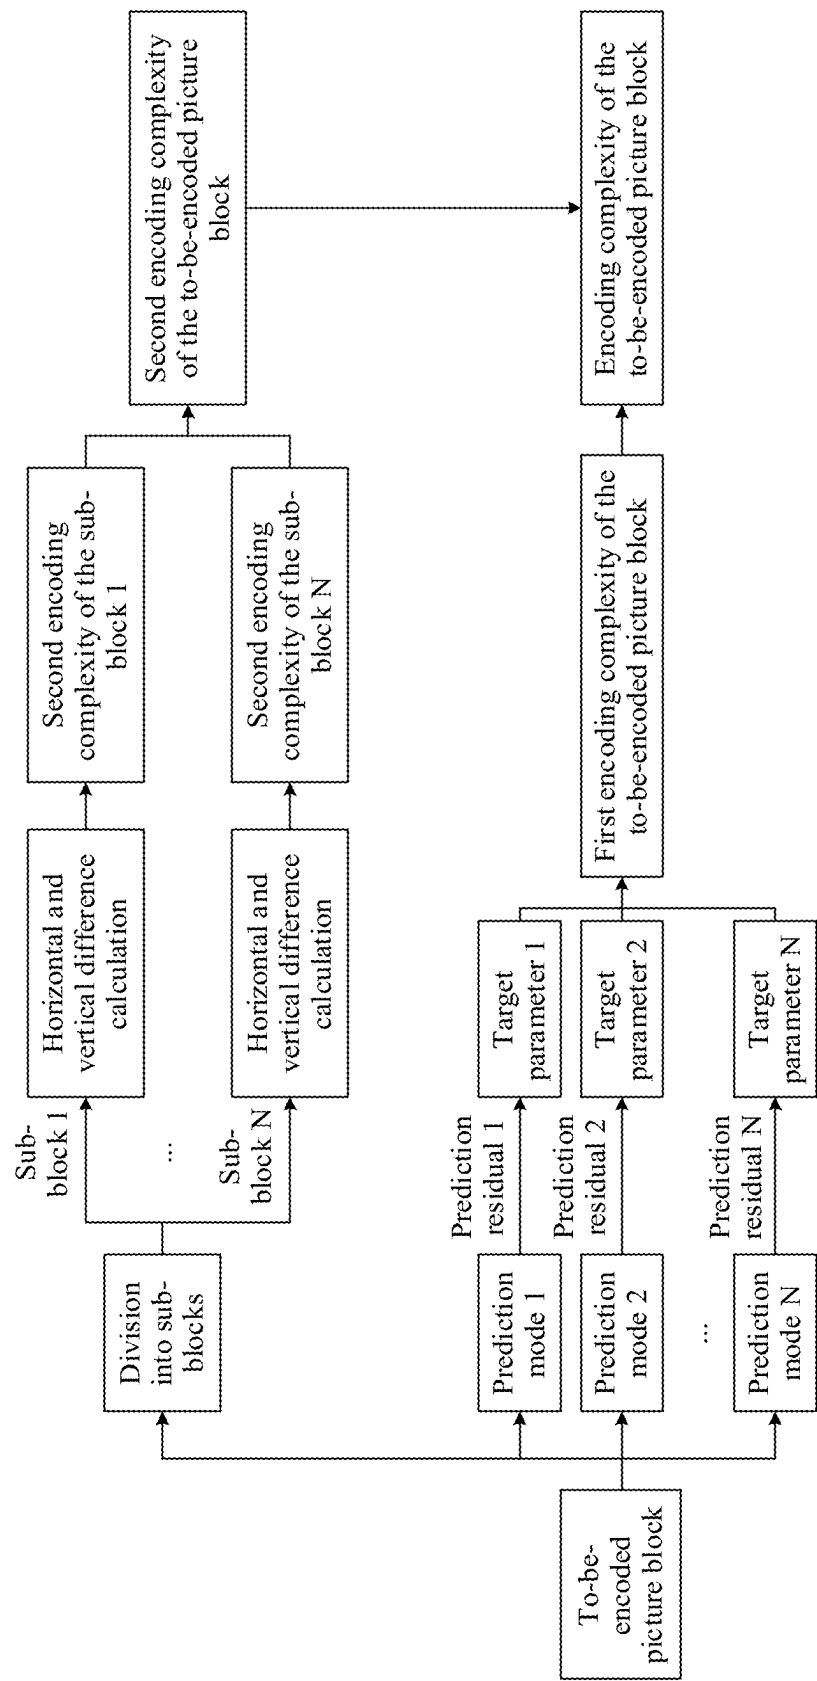 To-be-
encoded
picture block
Division
into sub-
blocks
Sub-
block 1
...
Sub-
block N
Horizontal and
vertical difference
calculation
Horizontal and
vertical difference
calculation
Second encoding
complexity of the sub-
block 1
Second encoding
complexity of the sub-
block N
Second encoding complexity
of the to-be-encoded picture
block
Prediction
mode 1
Prediction
mode 2
...
Prediction
mode N
Prediction
residual 1
Prediction
residual 2
Prediction
residual N
Target
parameter 1
Target
parameter 2
Target
parameter N
First encoding complexity of the
to-be-encoded picture block
Encoding complexity of the
to-be-encoded picture block